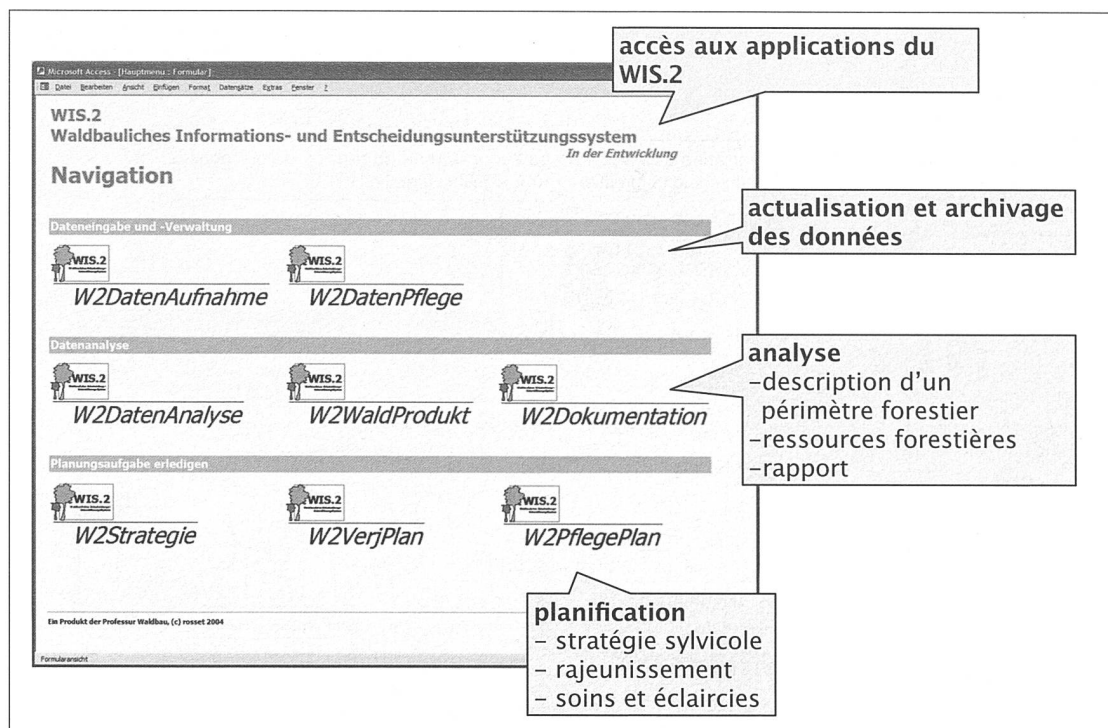 accès aux applications du
WIS.2
Microsoft Access - [Hauptmenu : Formular]
Datei Bearbeiten Ansicht Einfügen Format Datensätze Extras Fenster ?
WIS.2
Waldbauliches Informations- und Entscheidungsunterstützungssystem
In der Entwicklung
Navigation
Dateneingabe und -Verwaltung
actualisation et archivage
des données
WIS.2
W2DatenAufnahme
WIS.2
W2DatenPflege
Datenanalyse
analyse
–description d'un
périmètre forestier
–ressources forestières
–rapport
WIS.2
W2DatenAnalyse
WIS.2
W2WaldProdukt
WIS.2
W2Dokumentation
Planungsaufgabe erledigen
WIS.2
W2Strategie
WIS.2
W2VerjPlan
WIS.2
W2PflegePlan
planification
– stratégie sylvicole
– rajeunissement
– soins et éclaircies
Ein Produkt der Professur Waldbau, (c) rosset 2004
Formularansicht